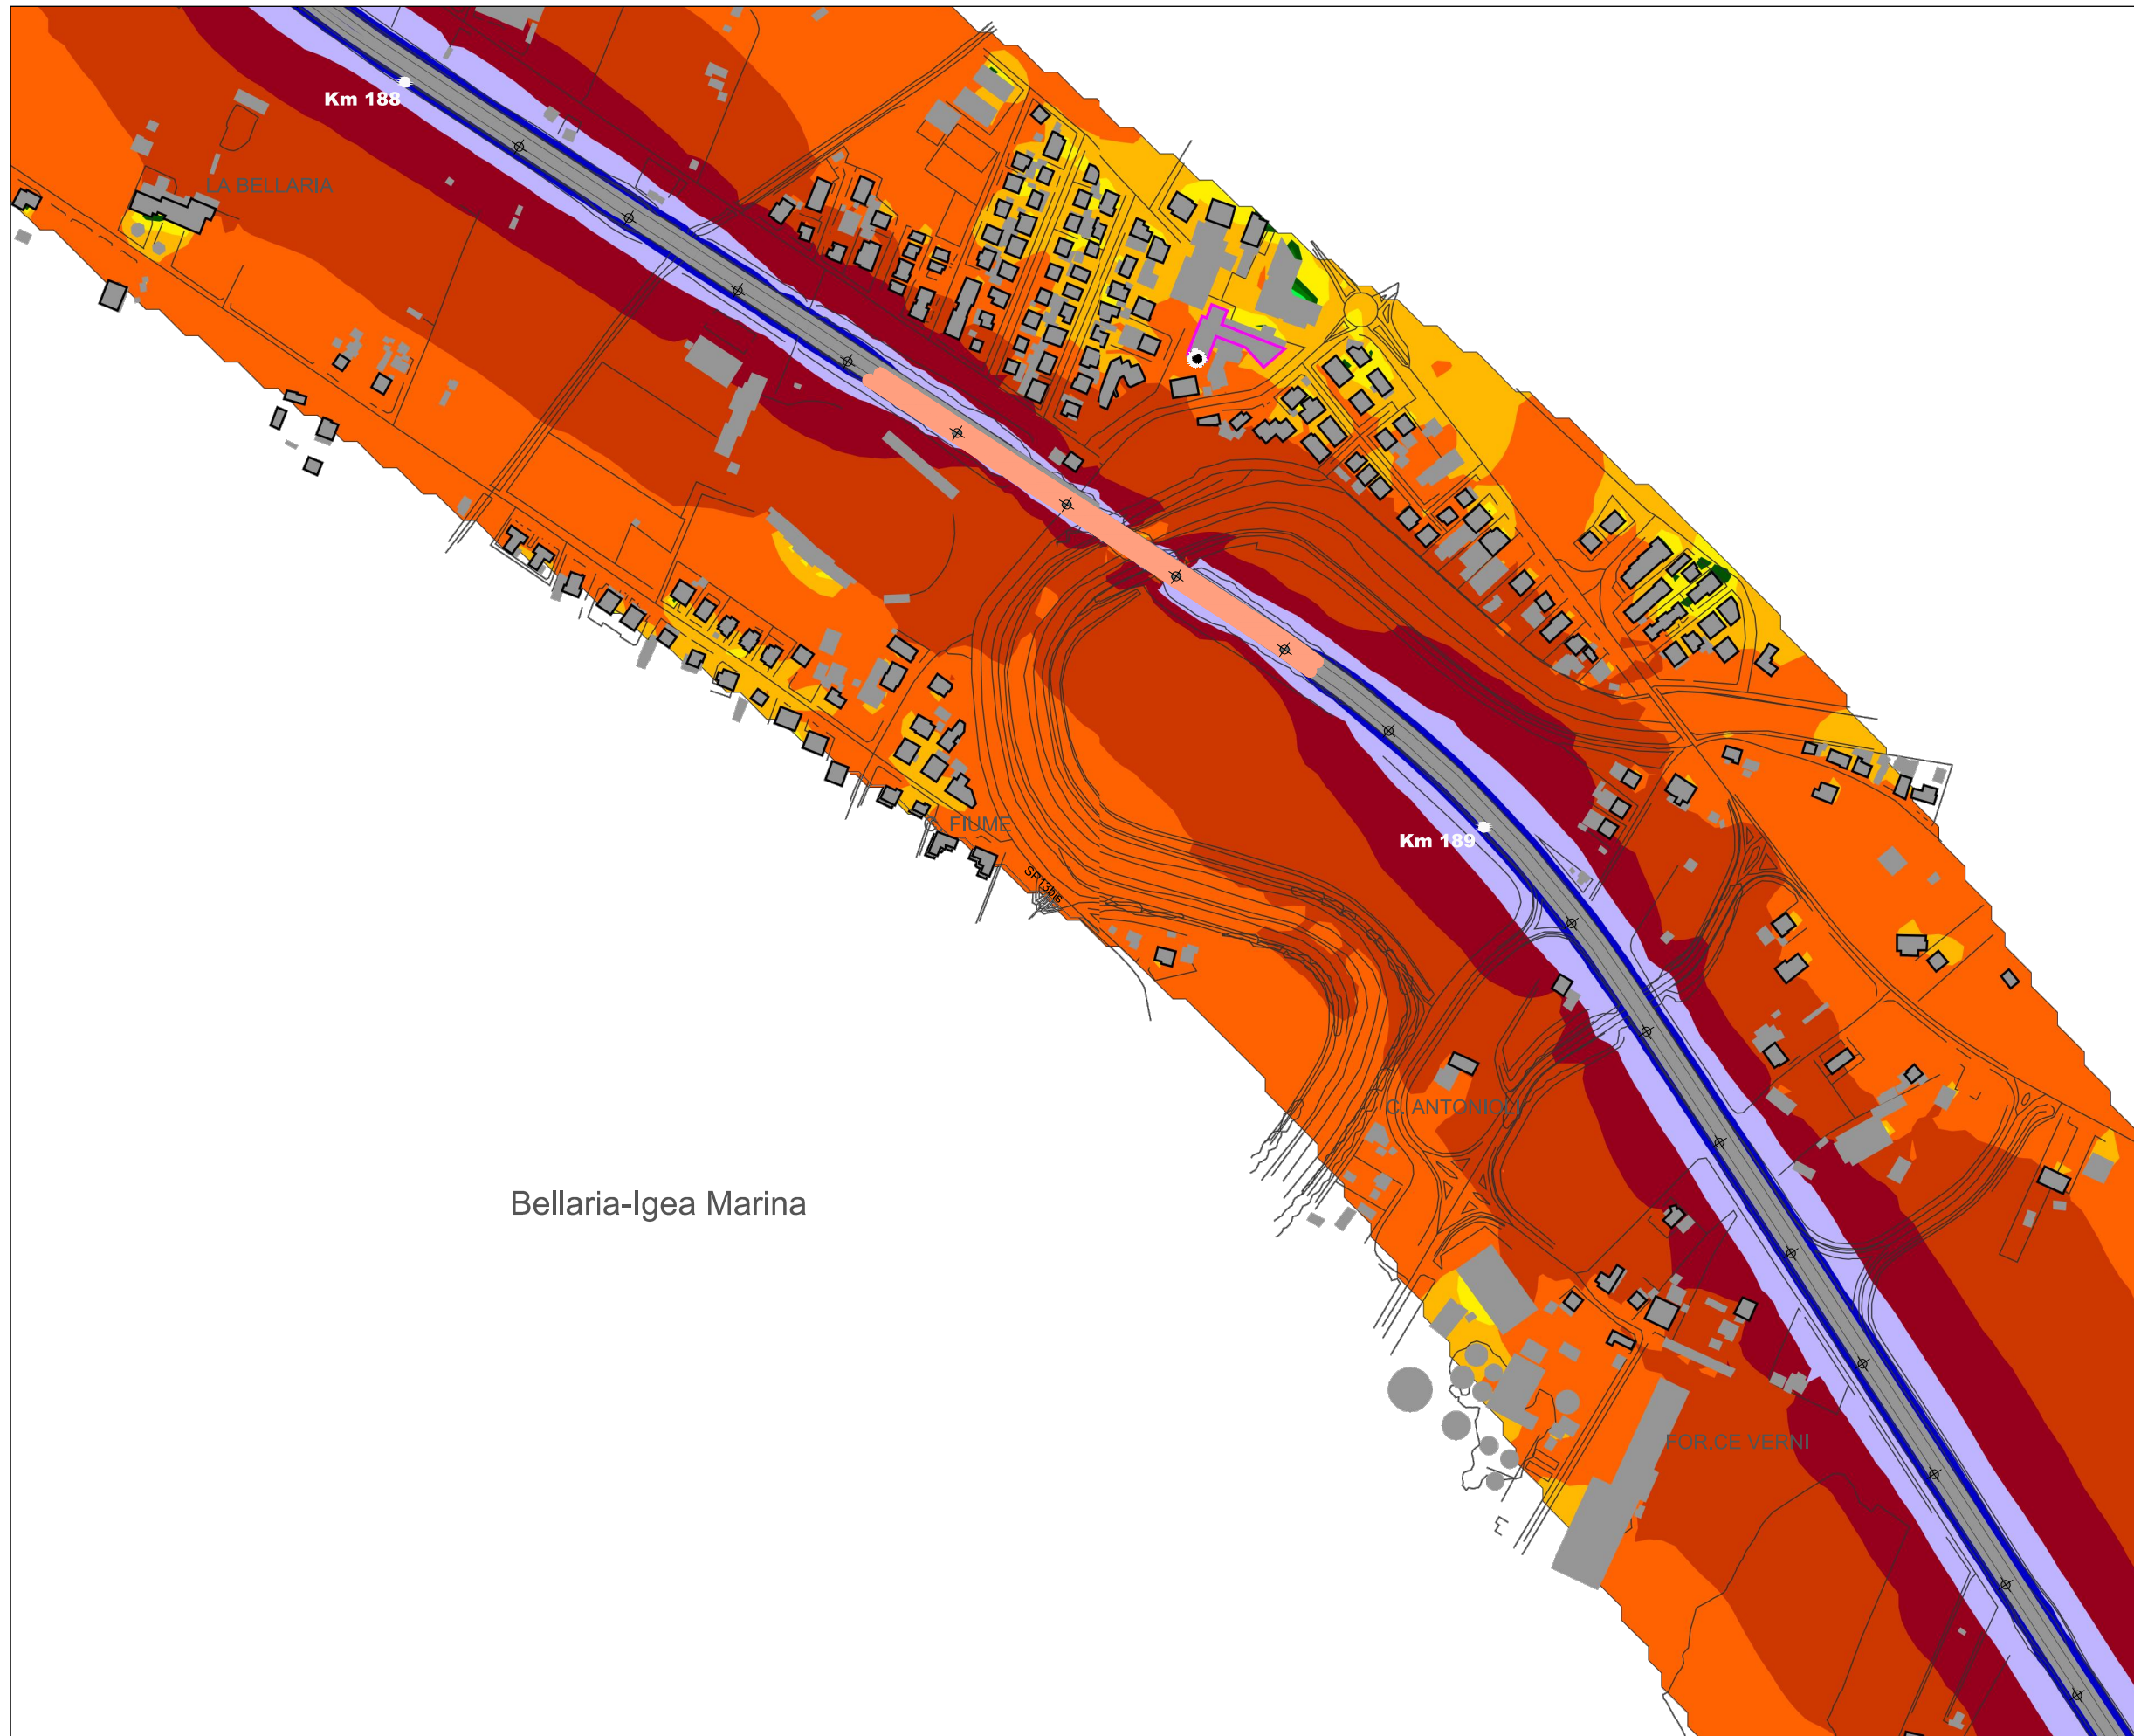 Km 188
LA BELLARIA
C. FIUME
Km 189
SP13bis
C. ANTONIOLI
Bellaria-Igea Marina
FOR.CE VERNI